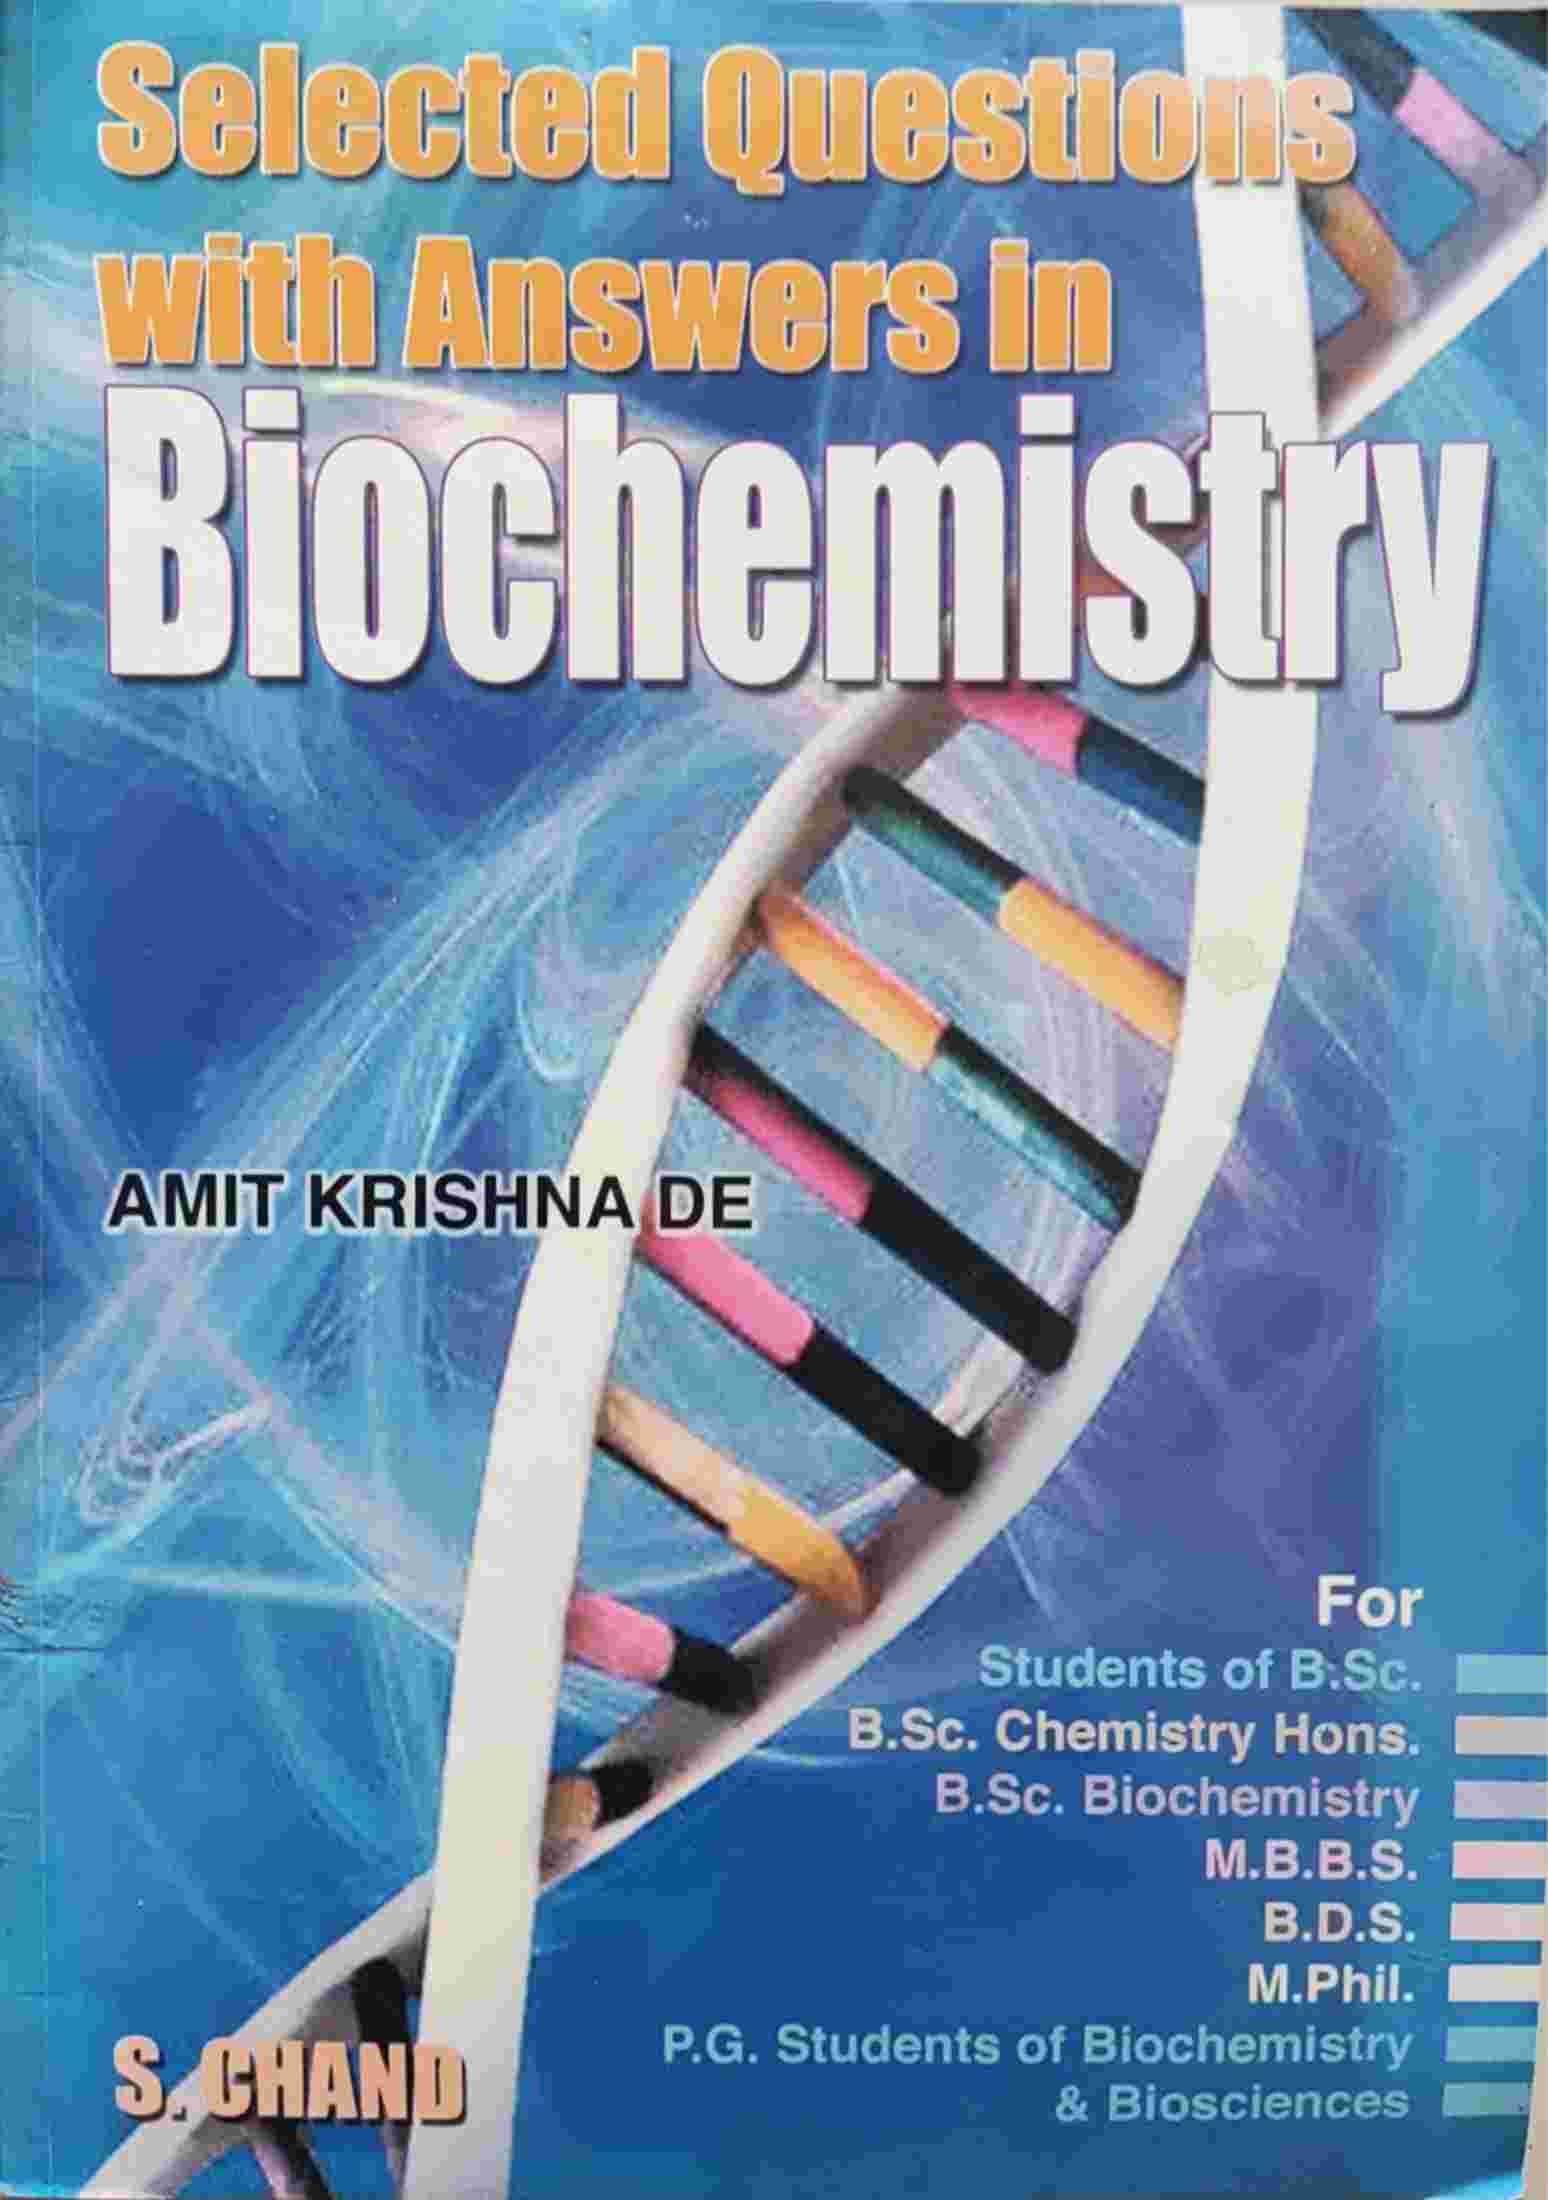 Selected Questions
with Answers in
Biochemistry
AMIT KRISHNA DE
For
Students of B.Sc.
B.Sc. Chemistry Hons.
B.Sc. Biochemistry
M.B.B.S.
B.D.S.
M.Phil.
P.G. Students of Biochemistry
& Biosciences
S. CHAND